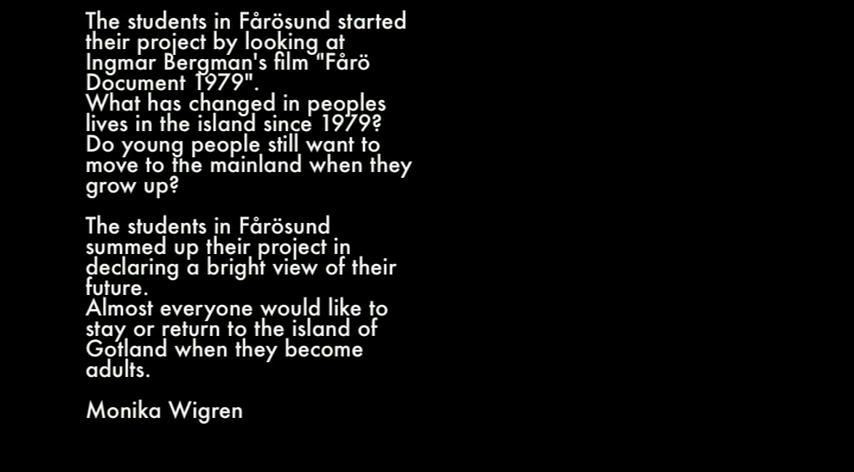 The students in Fårösund started
their project by looking at
Ingmar Bergman's film "Fårö
Document 1979".
What has changed in peoples
lives in the island since 1979?
Do young people still want to
move to the mainland when they
grow up?
The students in Fårösund
summed up their project in
declaring a bright view of their
future.
Almost everyone would like to
stay or return to the island of
Gotland when they become
adults.
Monika Wigren